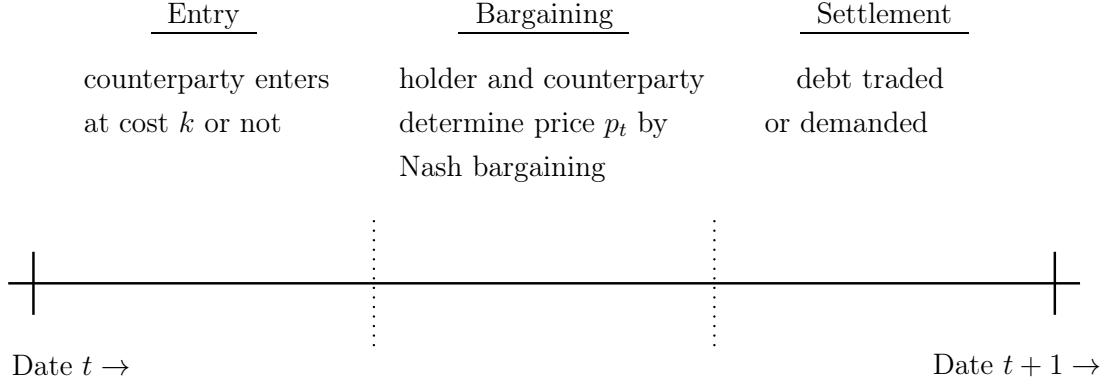 Entry
counterparty enters
at cost k or not
Bargaining
holder and counterparty
determine price pₜ by
Nash bargaining
Settlement
debt traded
or demanded
Date t →
Date t + 1 →